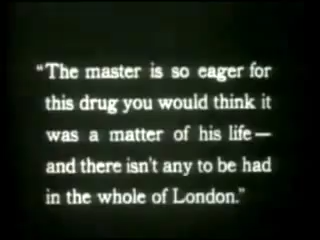 “The master is so eager for
this drug you would think it
was a matter of his life—
and there isn't any to be had
in the whole of London.”